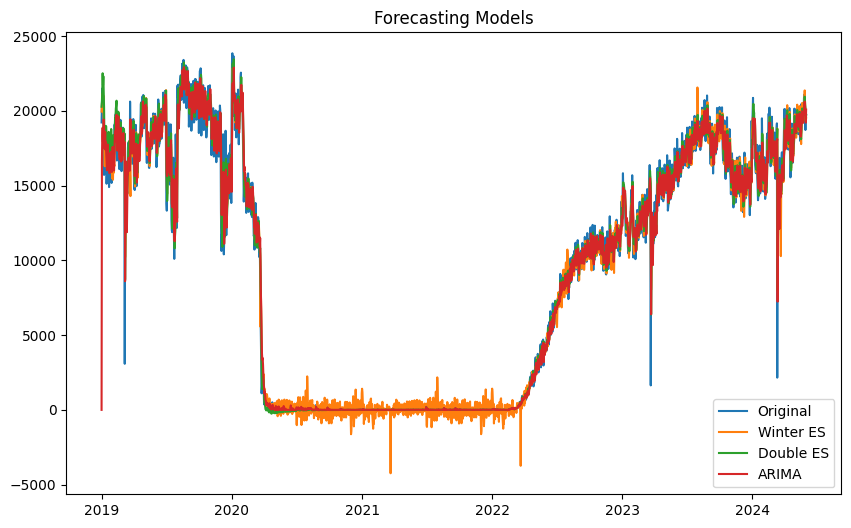 Forecasting Models
25000
20000
15000
10000
5000
0
−5000
2019 2020 2021 2022 2023 2024
Original
Winter ES
Double ES
ARIMA